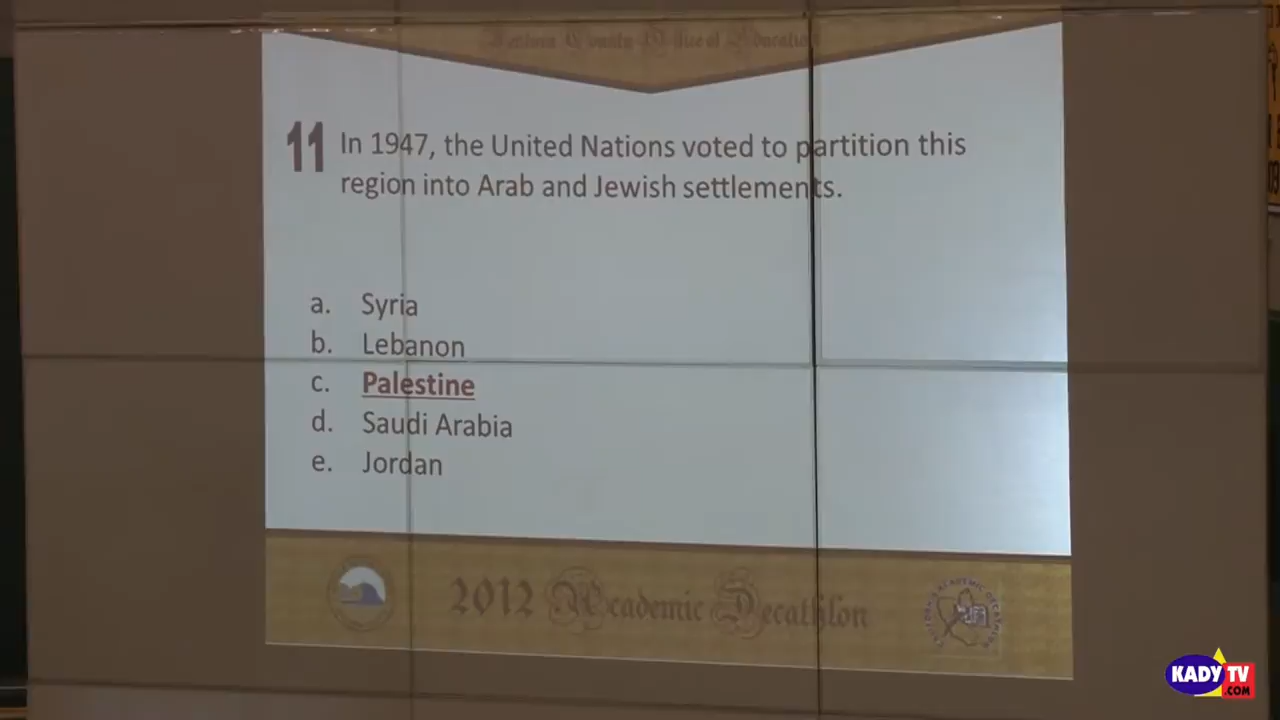 11 In 1947, the United Nations voted to partition this
region into Arab and Jewish settlements.
a. Syria
b. Lebanon
c. Palestine
d. Saudi Arabia
e. Jordan
2012 Academic Decathlon
KADY TV
.COM